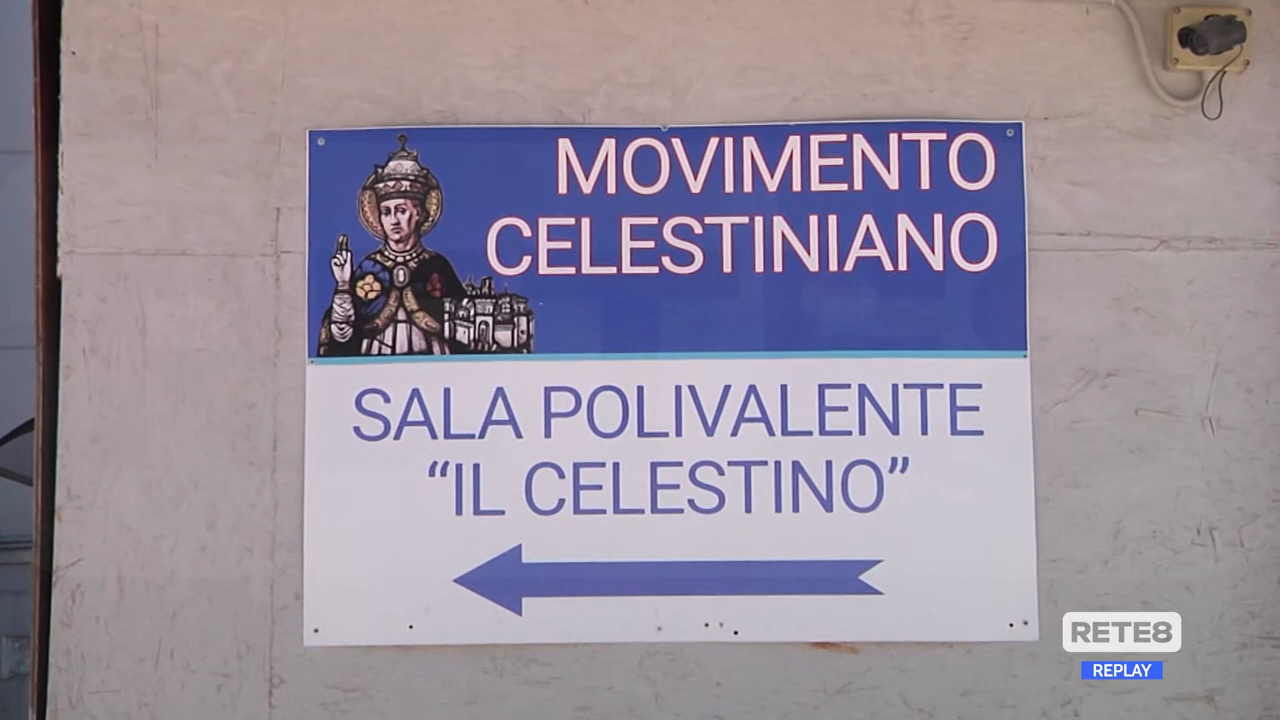 MOVIMENTO
CELESTINIANO
SALA POLIVALENTE
“IL CELESTINO”
RETE8
REPLAY